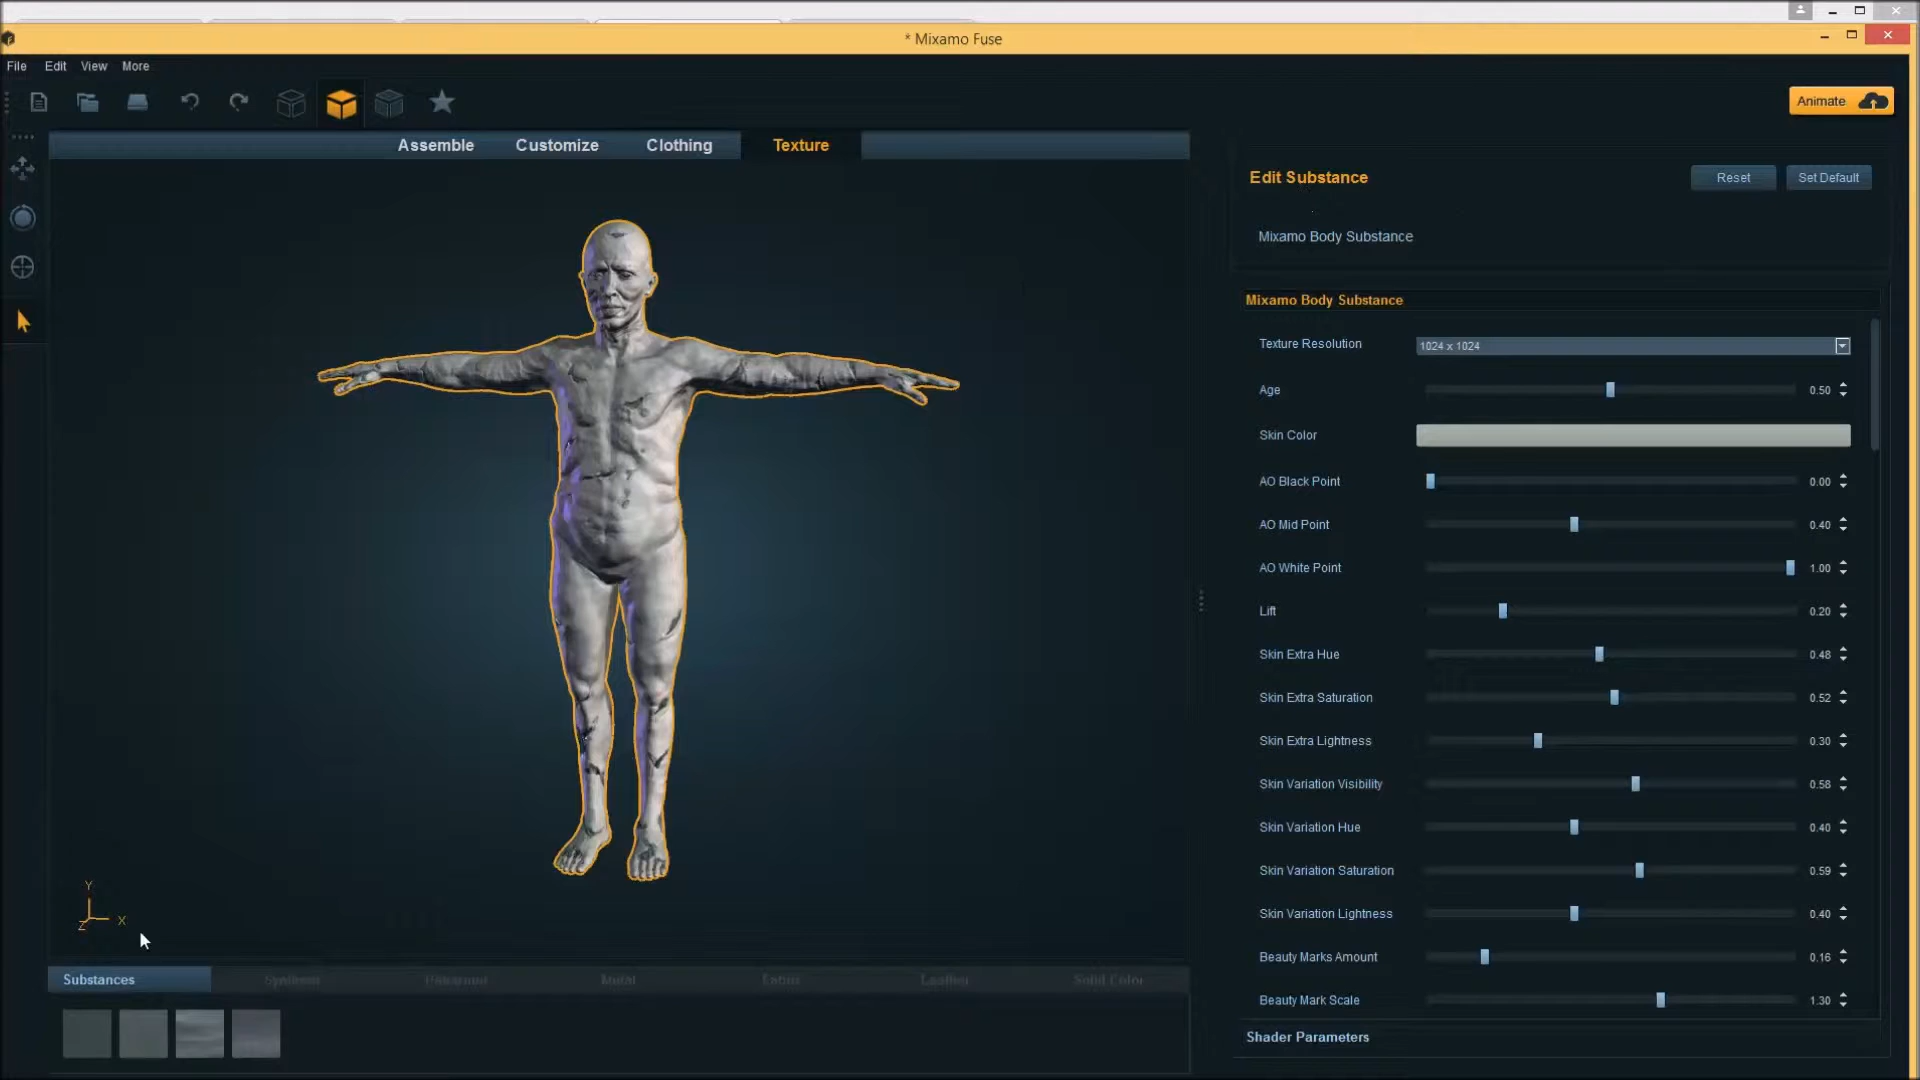 * Mixamo Fuse
File Edit View More
Animate
Assemble Customize Clothing Texture
Edit Substance Reset Set Default
Mixamo Body Substance
Mixamo Body Substance
Texture Resolution 1024 x 1024
Age 0.50
Skin Color
AO Black Point 0.00
AO Mid Point 0.40
AO White Point 1.00
Lift 0.20
Skin Extra Hue 0.48
Skin Extra Saturation 0.52
Skin Extra Lightness 0.30
Skin Variation Visibility 0.58
Skin Variation Hue 0.40
Skin Variation Saturation 0.59
Skin Variation Lightness 0.40
Beauty Marks Amount 0.16
Beauty Mark Scale 1.30
Shader Parameters
Y
X
Z
Substances Metal Fabric Leather Solid Color